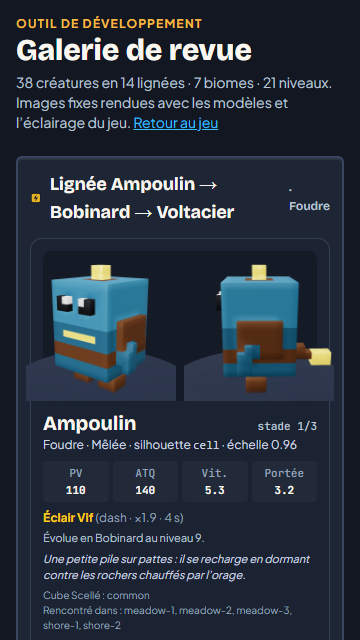 OUTIL DE DÉVELOPPEMENT
Galerie de revue
38 créatures en 14 lignées · 7 biomes · 21 niveaux.
Images fixes rendues avec les modèles et
l'éclairage du jeu. Retour au jeu
Lignée Ampoulin →
Bobinard → Voltacier
· Foudre
Ampoulin
stade 1/3
Foudre · Mêlée · silhouette cell · échelle 0.96
PV ATQ Vit. Portée
110 140 5.3 3.2
Éclair Vif (dash · ×1.9 · 4 s)
Évolue en Bobinard au niveau 9.
Une petite pile sur pattes : il se recharge en dormant
contre les rochers chauffés par l'orage.
Cube Scellé : common
Rencontré dans : meadow-1, meadow-2, meadow-3,
shore-1, shore-2